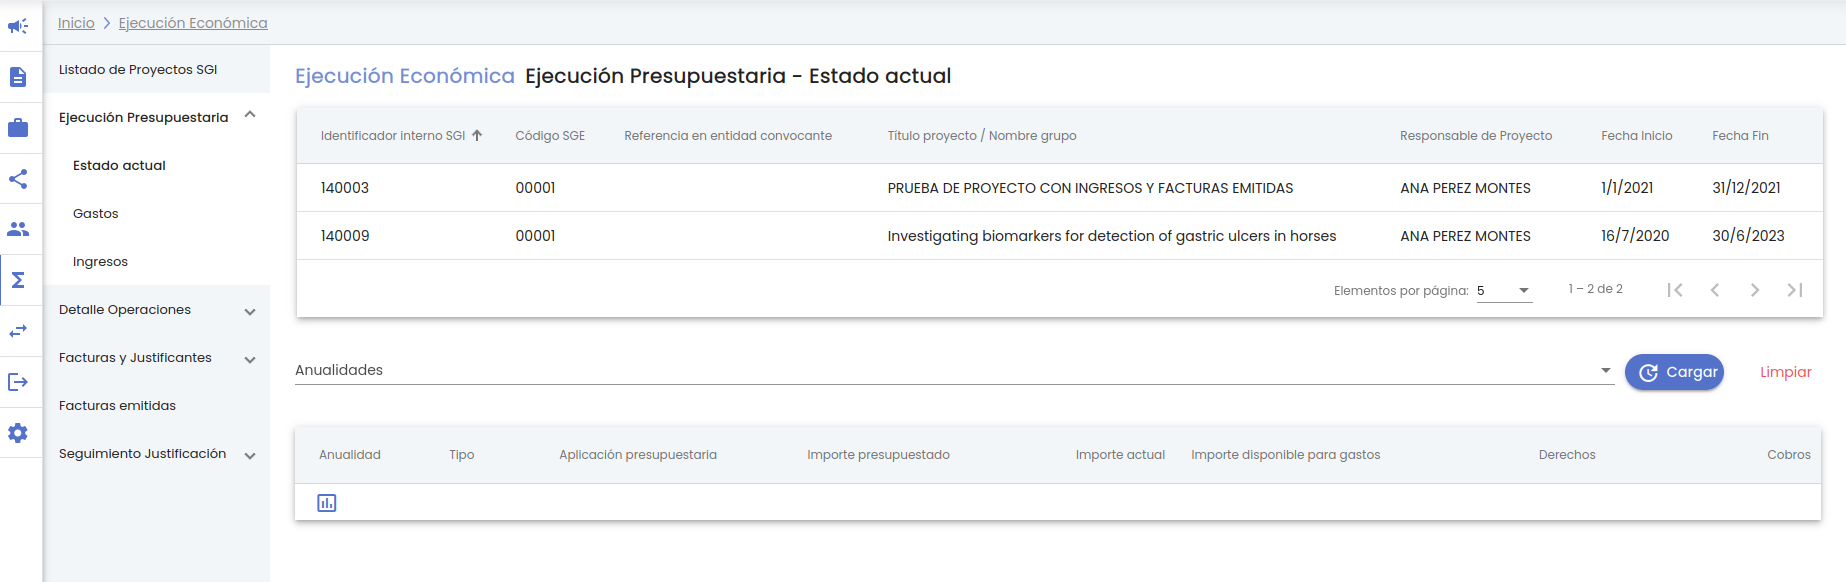 Inicio > Ejecución Económica
Listado de Proyectos SGI
Ejecución Presupuestaria
Estado actual
Gastos
Ingresos
Detalle Operaciones
Facturas y Justificantes
Facturas emitidas
Seguimiento Justificación
Ejecución Económica Ejecución Presupuestaria - Estado actual
Identificador interno SGI Código SGE Referencia en entidad convocante Título proyecto / Nombre grupo Responsable de Proyecto Fecha Inicio Fecha Fin
140003 00001 PRUEBA DE PROYECTO CON INGRESOS Y FACTURAS EMITIDAS ANA PEREZ MONTES 1/1/2021 31/12/2021
140009 00001 Investigating biomarkers for detection of gastric ulcers in horses ANA PEREZ MONTES 16/7/2020 30/6/2023
Elementos por página: 5 1 – 2 de 2
Anualidades Cargar Limpiar
Anualidad Tipo Aplicación presupuestaria Importe presupuestado Importe actual Importe disponible para gastos Derechos Cobros